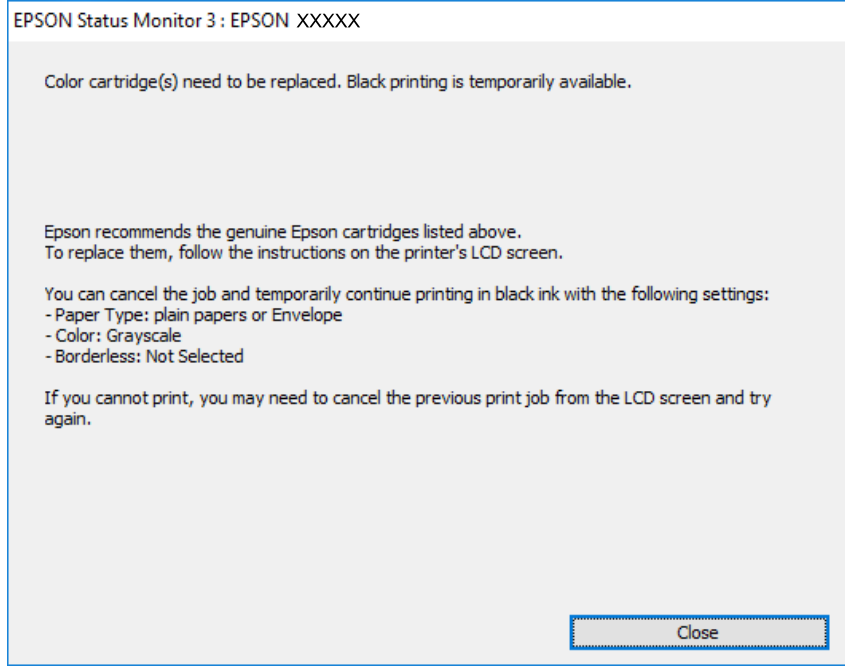 EPSON Status Monitor 3 : EPSON XXXXX
Color cartridge(s) need to be replaced. Black printing is temporarily available.
Epson recommends the genuine Epson cartridges listed above.
To replace them, follow the instructions on the printer's LCD screen.
You can cancel the job and temporarily continue printing in black ink with the following settings:
- Paper Type: plain papers or Envelope
- Color: Grayscale
- Borderless: Not Selected
If you cannot print, you may need to cancel the previous print job from the LCD screen and try
again.
Close